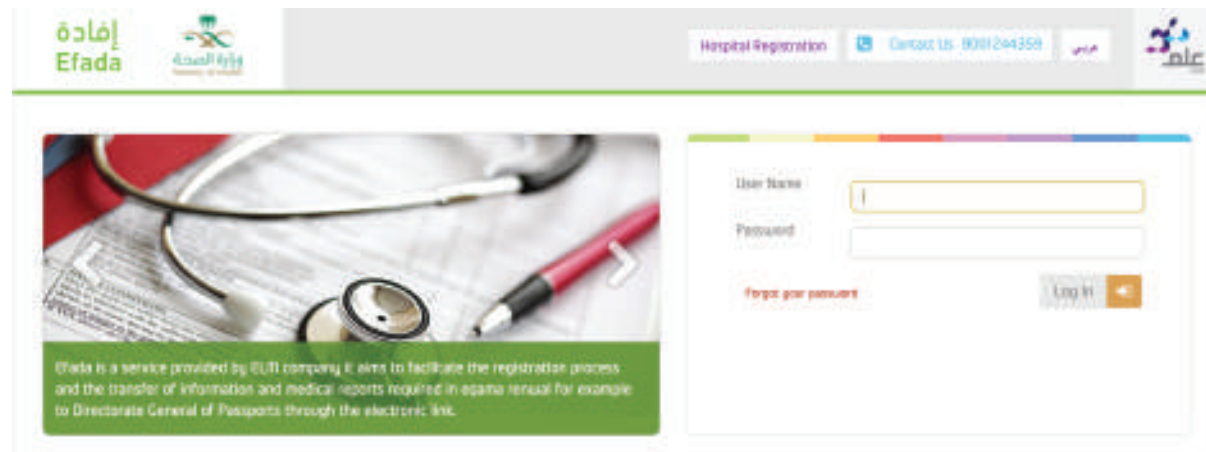 إفادة
Efada
وزارة الصحة
Hospital Registration
Contact Us 8001244359
عربي
علم
User Name
Password
Forgot your password
Log In
Efada is a service provided by ELM company it aims to facilitate the registration process
and the transfer of information and medical reports required in eqama renual for example
to Directorate General of Passports through the electronic link.